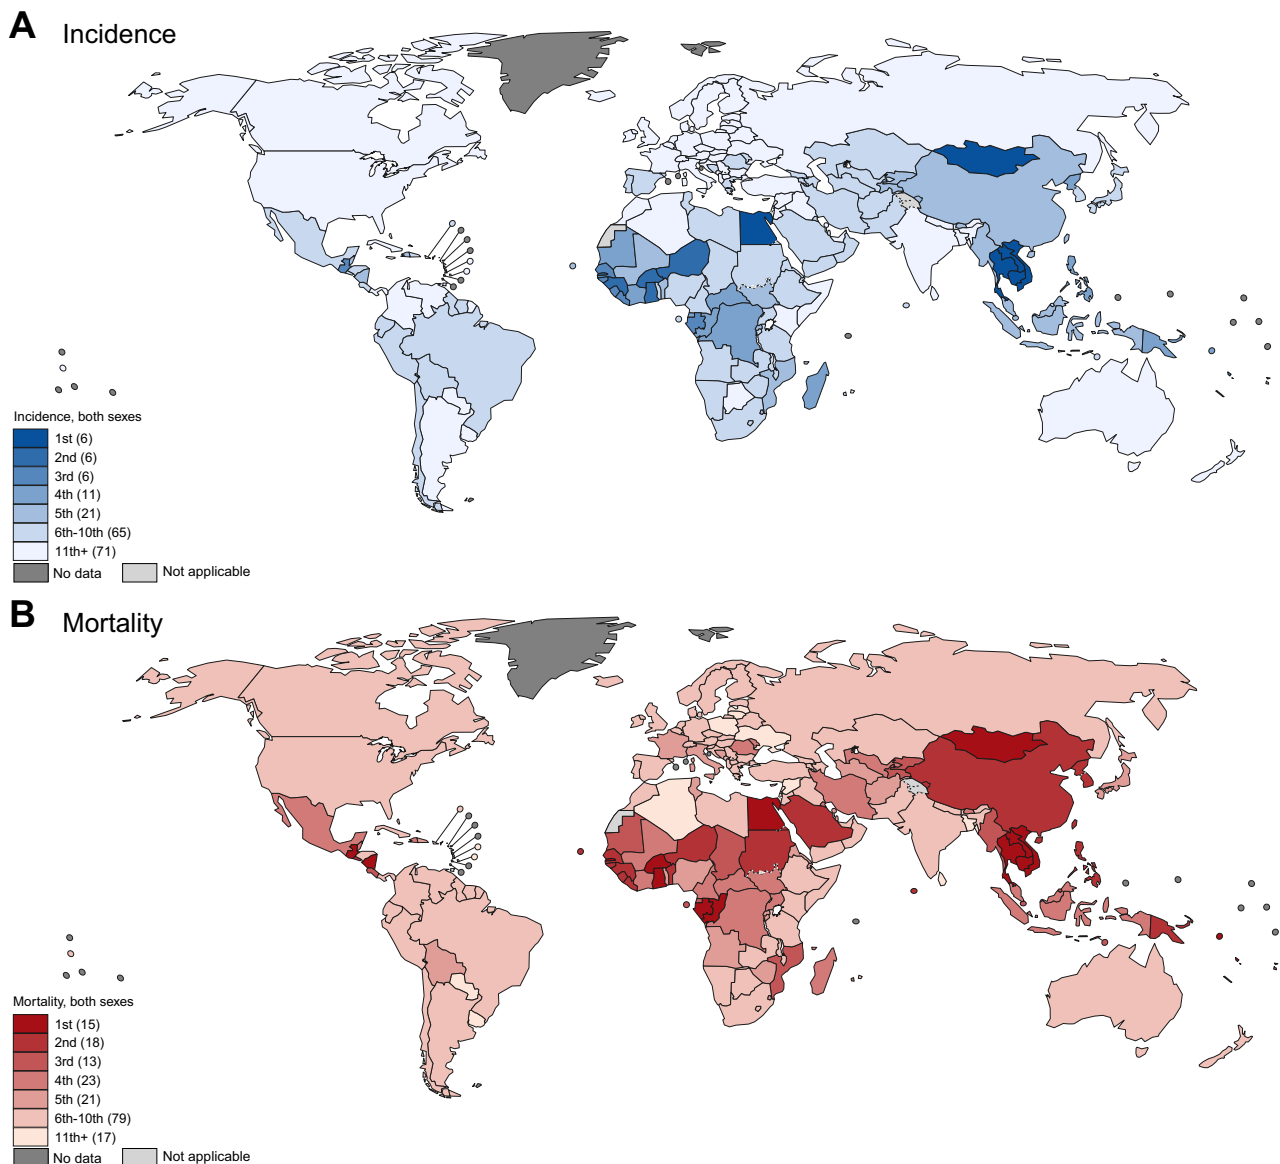 A Incidence
Incidence, both sexes
1st (6)
2nd (6)
3rd (6)
4th (11)
5th (21)
6th-10th (65)
11th+ (71)
No data Not applicable
B Mortality
Mortality, both sexes
1st (15)
2nd (18)
3rd (13)
4th (23)
5th (21)
6th-10th (79)
11th+ (17)
No data Not applicable